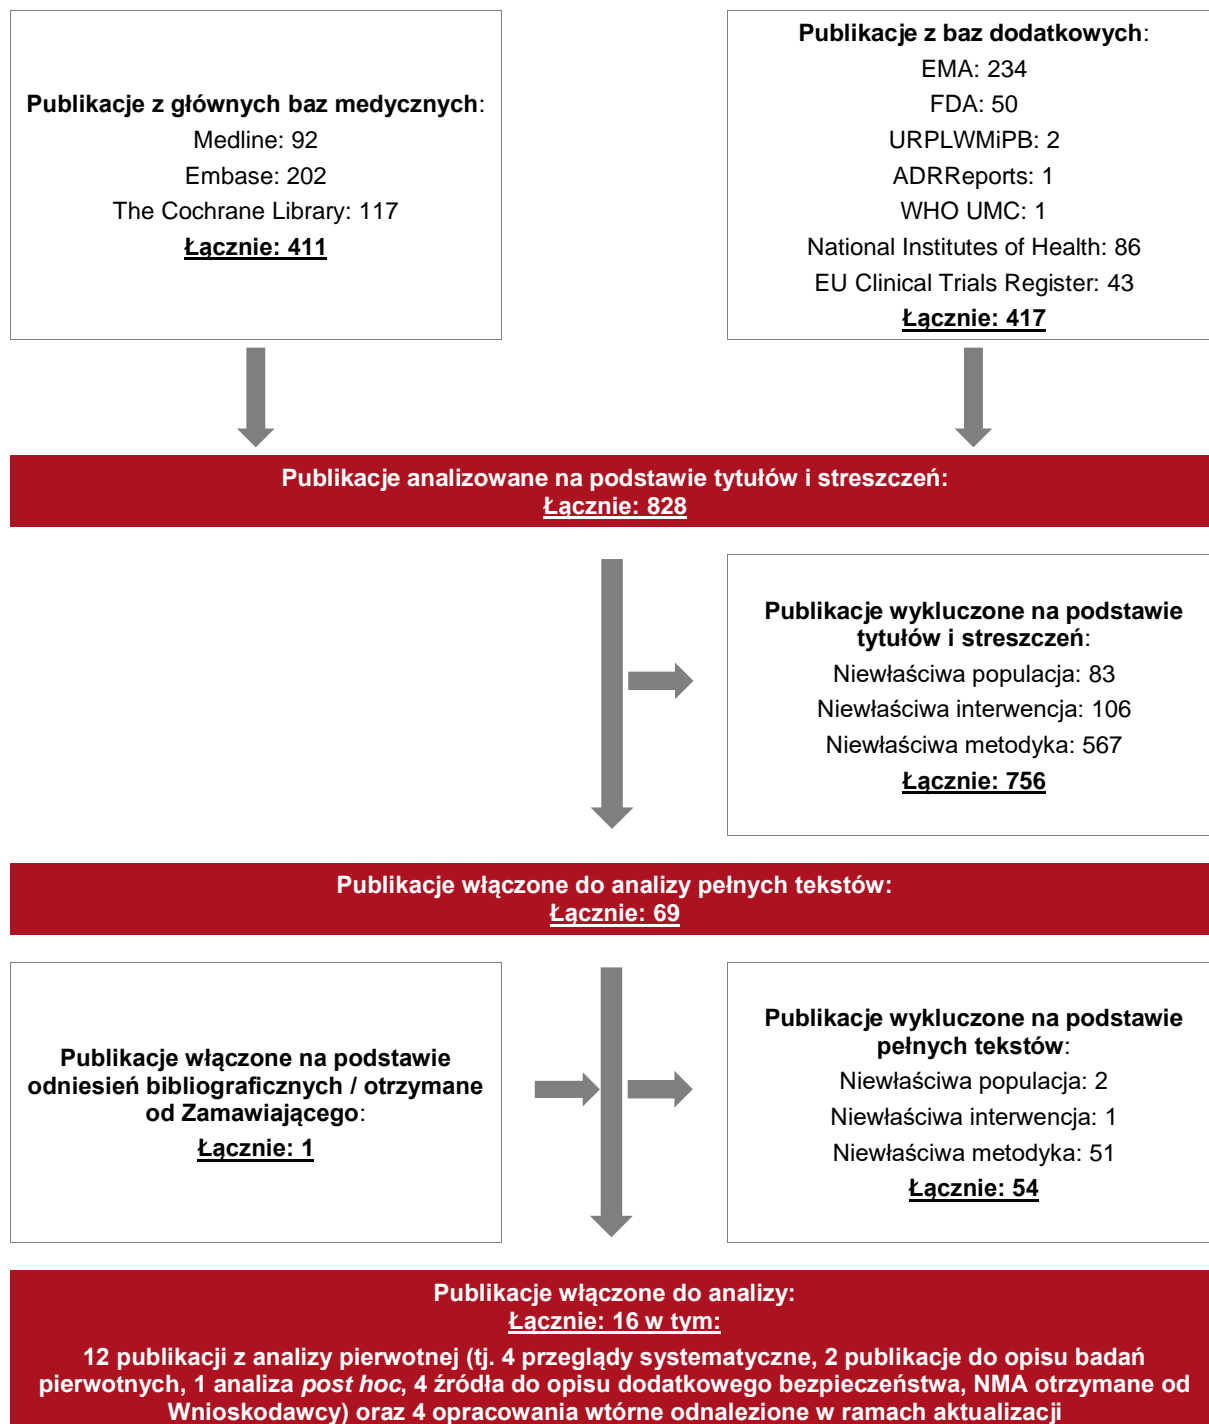 Publikacje z głównych baz medycznych:
Medline: 92
Embase: 202
The Cochrane Library: 117
Łącznie: 411
Publikacje z baz dodatkowych:
EMA: 234
FDA: 50
URPLWMiPB: 2
ADRReports: 1
WHO UMC: 1
National Institutes of Health: 86
EU Clinical Trials Register: 43
Łącznie: 417
Publikacje analizowane na podstawie tytułów i streszczeń:
Łącznie: 828
Publikacje wykluczone na podstawie
tytułów i streszczeń:
Niewłaściwa populacja: 83
Niewłaściwa interwencja: 106
Niewłaściwa metodyka: 567
Łącznie: 756
Publikacje włączone do analizy pełnych tekstów:
Łącznie: 69
Publikacje włączone na podstawie
odniesień bibliograficznych / otrzymane
od Zamawiającego:
Łącznie: 1
Publikacje wykluczone na podstawie
pełnych tekstów:
Niewłaściwa populacja: 2
Niewłaściwa interwencja: 1
Niewłaściwa metodyka: 51
Łącznie: 54
Publikacje włączone do analizy:
Łącznie: 16 w tym:
12 publikacji z analizy pierwotnej (tj. 4 przeglądy systematyczne, 2 publikacje do opisu badań
pierwotnych, 1 analiza post hoc, 4 źródła do opisu dodatkowego bezpieczeństwa, NMA otrzymane od
Wnioskodawcy) oraz 4 opracowania wtórne odnalezione w ramach aktualizacji